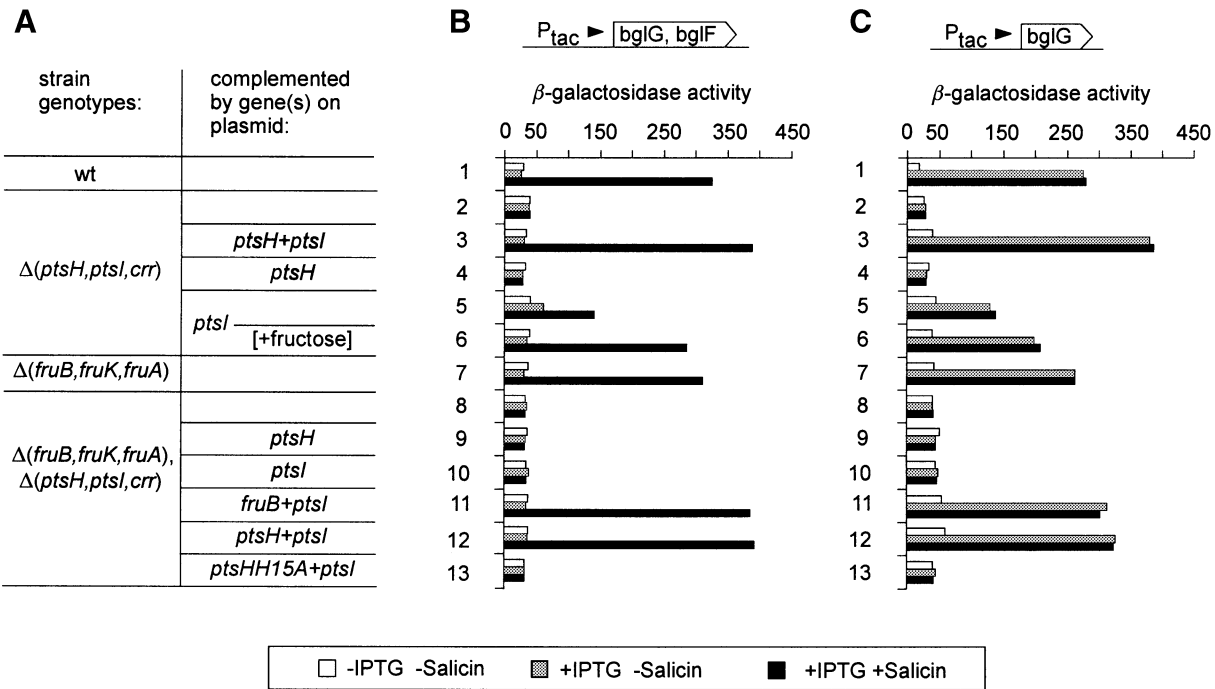 A
strain genotypes:
complemented by gene(s) on plasmid:
wt
Δ(ptsH,ptsI,crr)
ptsH+ptsI
ptsH
ptsI
[+fructose]
Δ(fruB,fruK,fruA)
Δ(fruB,fruK,fruA),
Δ(ptsH,ptsI,crr)
ptsH
ptsI
fruB+ptsI
ptsH+ptsI
ptsHH15A+ptsI
B
Ptac ► bglG, bglF
β-galactosidase activity
0 50 150 250 350 450
1
2
3
4
5
6
7
8
9
10
11
12
13
C
Ptac ► bglG
β-galactosidase activity
0 50 150 250 350 450
1
2
3
4
5
6
7
8
9
10
11
12
13
-IPTG -Salicin
+IPTG -Salicin
+IPTG +Salicin